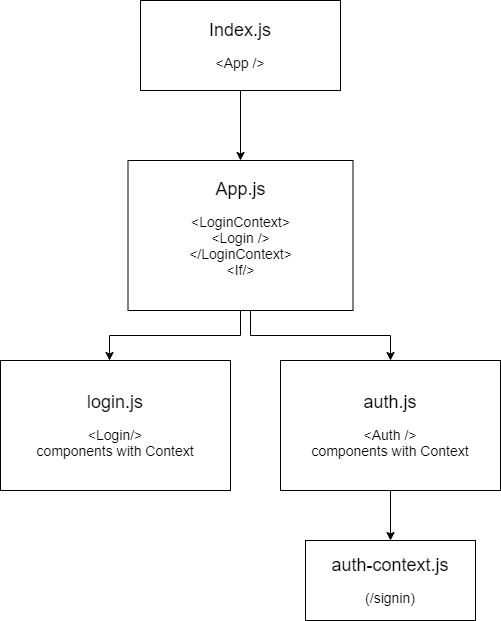 Index.js
<App />
App.js
<LoginContext>
<Login />
</LoginContext>
<If/>
login.js
<Login/>
components with Context
auth.js
<Auth />
components with Context
auth-context.js
(/signin)